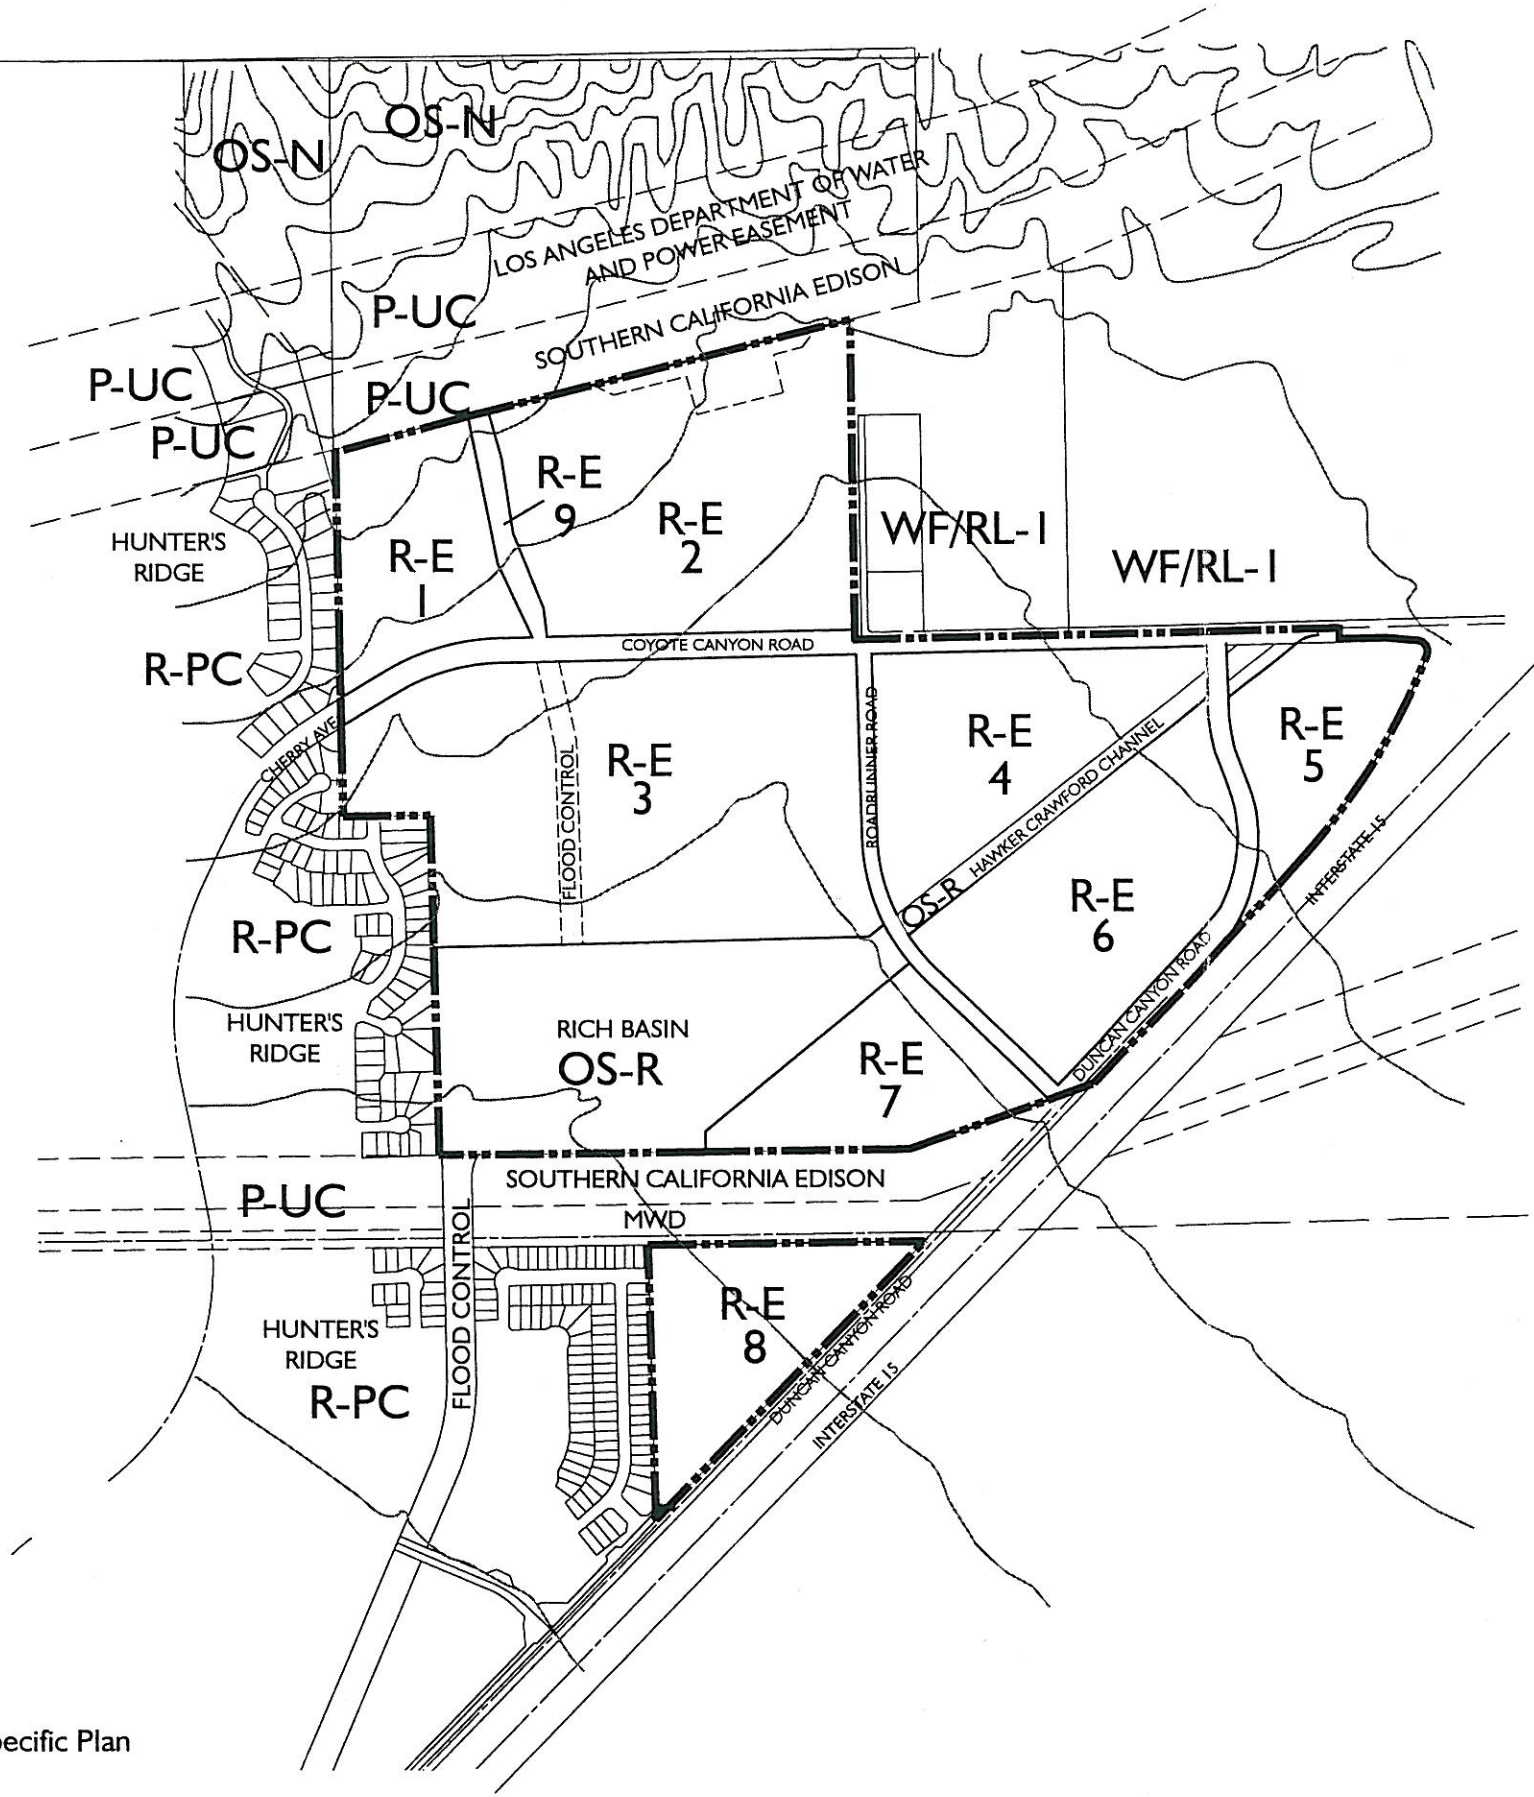 OS-N
OS-N
LOS ANGELES DEPARTMENT OF WATER
AND POWER EASEMENT
P-UC
SOUTHERN CALIFORNIA EDISON
P-UC
P-UC
P-UC
R-E
9
R-E
2
R-E
1
WF/RL-1
WF/RL-1
HUNTER'S
RIDGE
R-PC
COYOTE CANYON ROAD
CHERRY AVE
R-E
3
FLOOD CONTROL
ROADRUNNER ROAD
R-E
4
R-E
5
HAWKER CRAWFORD CHANNEL
OS-R
INTERSTATE 15
R-E
6
R-PC
DUNCAN CANYON ROAD
HUNTER'S
RIDGE
RICH BASIN
OS-R
R-E
7
SOUTHERN CALIFORNIA EDISON
P-UC
MWD
FLOOD CONTROL
R-E
8
HUNTER'S
RIDGE
R-PC
DUNCAN CANYON ROAD
INTERSTATE 15
ecific Plan